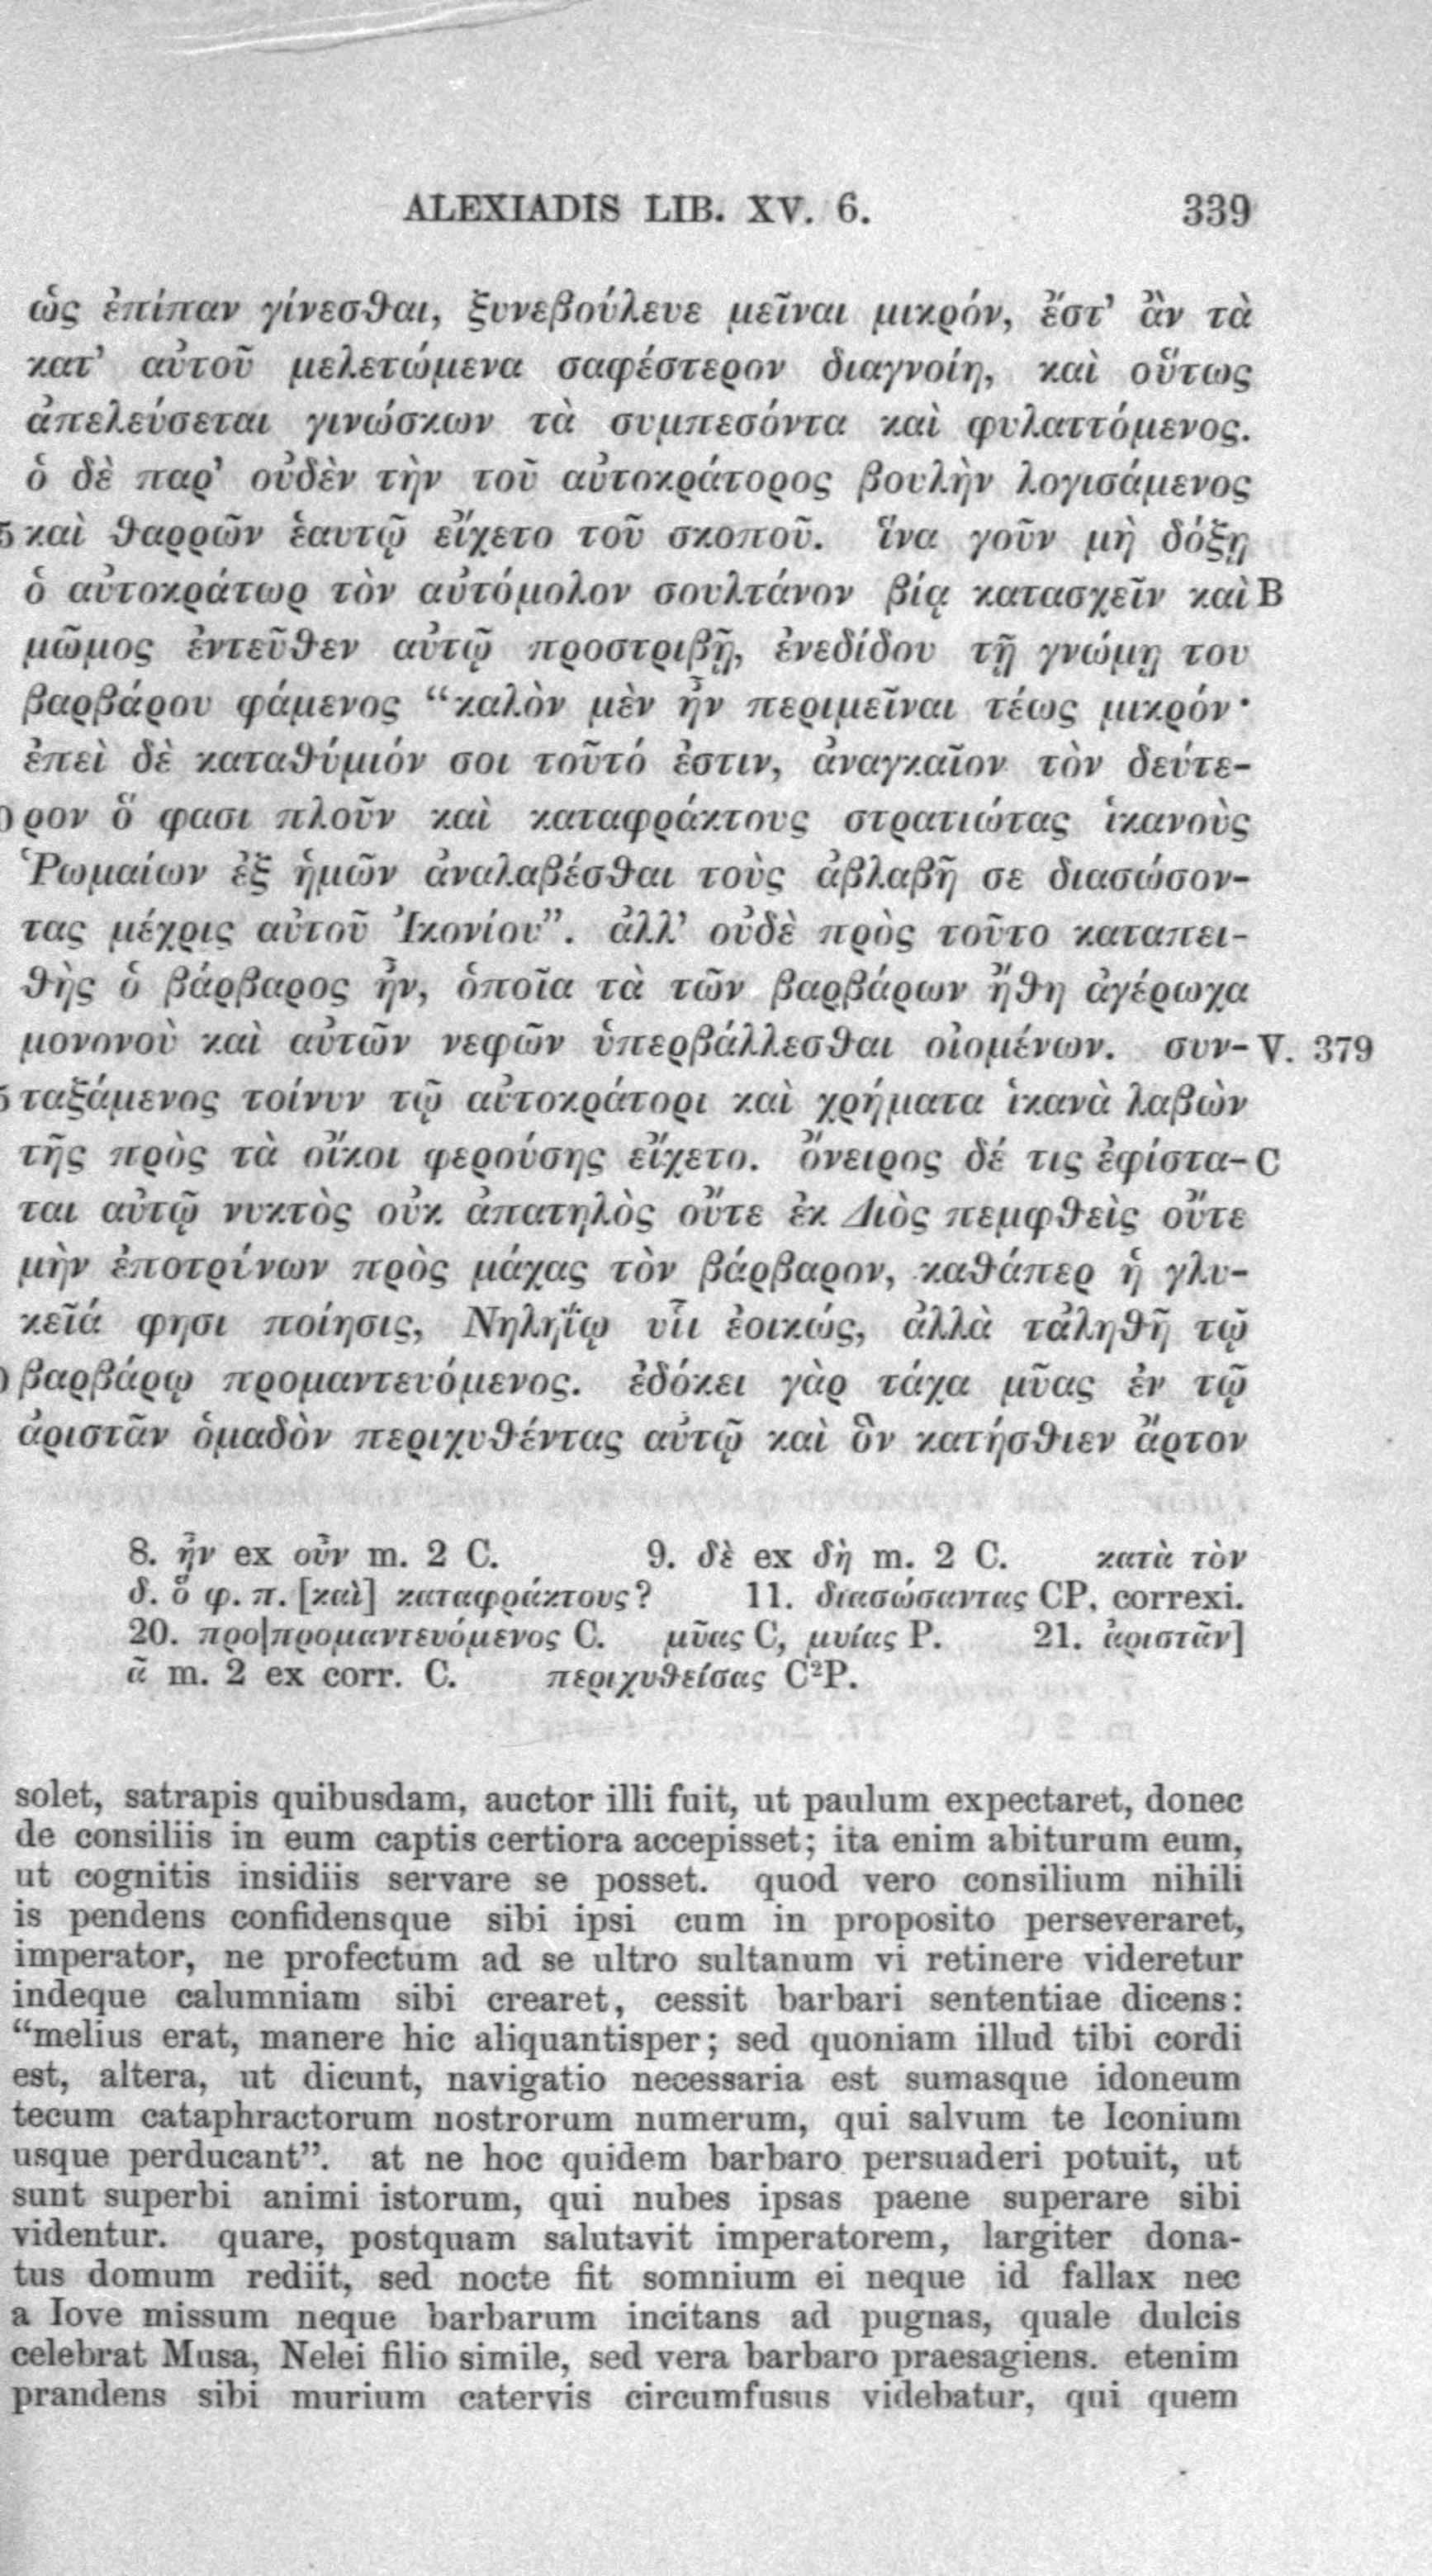 ALEXIADIS LIB. XV. 6. 339
ὡς ἐπίπαν γίνεσθαι, ξυνεβούλευε μεῖναι μικρόν, ἔστ' ἂν τὰ
κατ' αὐτοῦ μελετώμενα σαφέστερον διαγνοίη, καὶ οὕτως
ἀπελεύσεται γινώσκων τὰ συμπεσόντα καὶ φυλαττόμενος.
ὁ δὲ παρ' οὐδὲν τὴν τοῦ αὐτοκράτορος βουλὴν λογισάμενος
5 καὶ θαρρῶν ἑαυτῷ εἴχετο τοῦ σκοποῦ. ἵνα γοῦν μὴ δόξῃ
ὁ αὐτοκράτωρ τὸν αὐτόμολον σουλτάνον βίᾳ κατασχεῖν καὶ B
μῶμος ἐντεῦθεν αὐτῷ προστριβῇ, ἐνεδίδου τῇ γνώμῃ του
βαρβάρου φάμενος “καλὸν μὲν ἦν περιμεῖναι τέως μικρόν·
ἐπεὶ δὲ καταθύμιόν σοι τοῦτό ἐστιν, ἀναγκαῖον τὸν δεύτε-
0 ρον ὅ φασι πλοῦν καὶ καταφράκτους στρατιώτας ἱκανοὺς
Ῥωμαίων ἐξ ἡμῶν ἀναλαβέσθαι τοὺς ἀβλαβῆ σε διασώσον-
τας μέχρις αὐτοῦ Ἰκονίου”. ἀλλ' οὐδὲ πρὸς τοῦτο καταπει-
θὴς ὁ βάρβαρος ἦν, ὁποῖα τὰ τῶν βαρβάρων ἤθη ἀγέρωχα
μονονοὺ καὶ αὐτῶν νεφῶν ὑπερβάλλεσθαι οἰομένων. συν- V. 379
5 ταξάμενος τοίνυν τῷ αὐτοκράτορι καὶ χρήματα ἱκανὰ λαβὼν
τῆς πρὸς τὰ οἴκοι φερούσης εἴχετο. ὄνειρος δέ τις ἐφίστα- C
ται αὐτῷ νυκτὸς οὐκ ἀπατηλὸς οὔτε ἐκ Διὸς πεμφθεὶς οὔτε
μὴν ἐποτρίνων πρὸς μάχας τὸν βάρβαρον, καθάπερ ἡ γλυ-
κεῖά φησι ποίησις, Νηληΐῳ υἷι ἐοικώς, ἀλλὰ τἀληθῆ τῷ
0 βαρβάρῳ προμαντευόμενος. ἐδόκει γὰρ τάχα μῦας ἐν τῷ
ἀριστᾶν ὁμαδὸν περιχυθέντας αὐτῷ καὶ ὃν κατήσθιεν ἄρτον
8. ἦν ex οὖν m. 2 C. 9. δὲ ex δὴ m. 2 C. κατὰ τὸν
δ. ὅ φ. π. [καὶ] καταφράκτους? 11. διασώσαντας CP, correxi.
20. προ|προμαντευόμενος C. μῦας C, μυίας P. 21. ἀριστᾶν]
ᾶ m. 2 ex corr. C. περιχυθείσας C²P.
solet, satrapis quibusdam, auctor illi fuit, ut paulum expectaret, donec
de consiliis in eum captis certiora accepisset; ita enim abiturum eum,
ut cognitis insidiis servare se posset. quod vero consilium nihili
is pendens confidensque sibi ipsi cum in proposito perseveraret,
imperator, ne profectum ad se ultro sultanum vi retinere videretur
indeque calumniam sibi crearet, cessit barbari sententiae dicens:
“melius erat, manere hic aliquantisper; sed quoniam illud tibi cordi
est, altera, ut dicunt, navigatio necessaria est sumasque idoneum
tecum cataphractorum nostrorum numerum, qui salvum te Iconium
usque perducant”. at ne hoc quidem barbaro persuaderi potuit, ut
sunt superbi animi istorum, qui nubes ipsas paene superare sibi
videntur. quare, postquam salutavit imperatorem, largiter dona-
tus domum rediit, sed nocte fit somnium ei neque id fallax nec
a Iove missum neque barbarum incitans ad pugnas, quale dulcis
celebrat Musa, Nelei filio simile, sed vera barbaro praesagiens. etenim
prandens sibi murium catervis circumfusus videbatur, qui quem